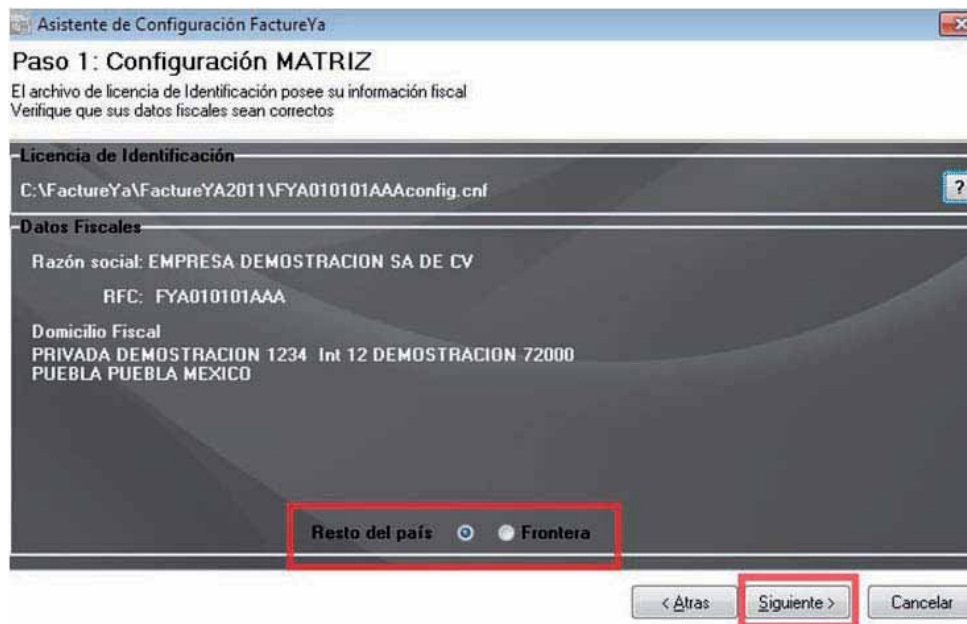 Asistente de Configuración FactureYa
Paso 1: Configuración MATRIZ
El archivo de licencia de Identificación posee su información fiscal
Verifique que sus datos fiscales sean correctos
Licencia de Identificación
C:\FactureYa\FactureYA2011\FYA010101AAAconfig.cnf
?
Datos Fiscales
Razón social: EMPRESA DEMOSTRACION SA DE CV
RFC: FYA010101AAA
Domicilio Fiscal
PRIVADA DEMOSTRACION 1234 Int 12 DEMOSTRACION 72000
PUEBLA PUEBLA MEXICO
Resto del país Frontera
< Atras Siguiente > Cancelar